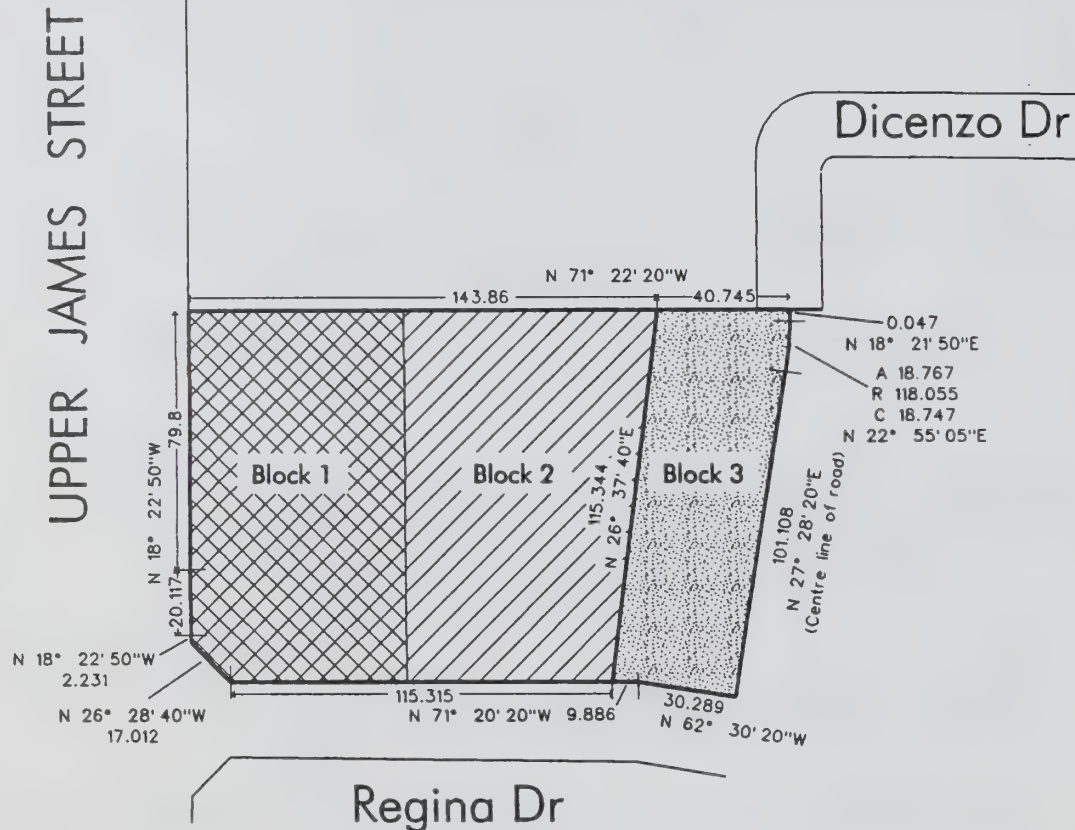 UPPER JAMES STREET
Dicenzo Dr
N 71° 22' 20"W
143.86
40.745
0.047
N 18° 21' 50"E
A 18.767
R 118.055
C 18.747
N 22° 55' 05"E
79.8
N 18° 22' 50"W
20.117
Block 1
Block 2
115.344
N 26° 37' 40"E
Block 3
101.108
N 27° 28' 20"E
(Centre line of road)
N 18° 22' 50"W
2.231
N 26° 28' 40"W
17.012
115.315
N 71° 20' 20"W 9.886
30.289
N 62° 30' 20"W
Regina Dr